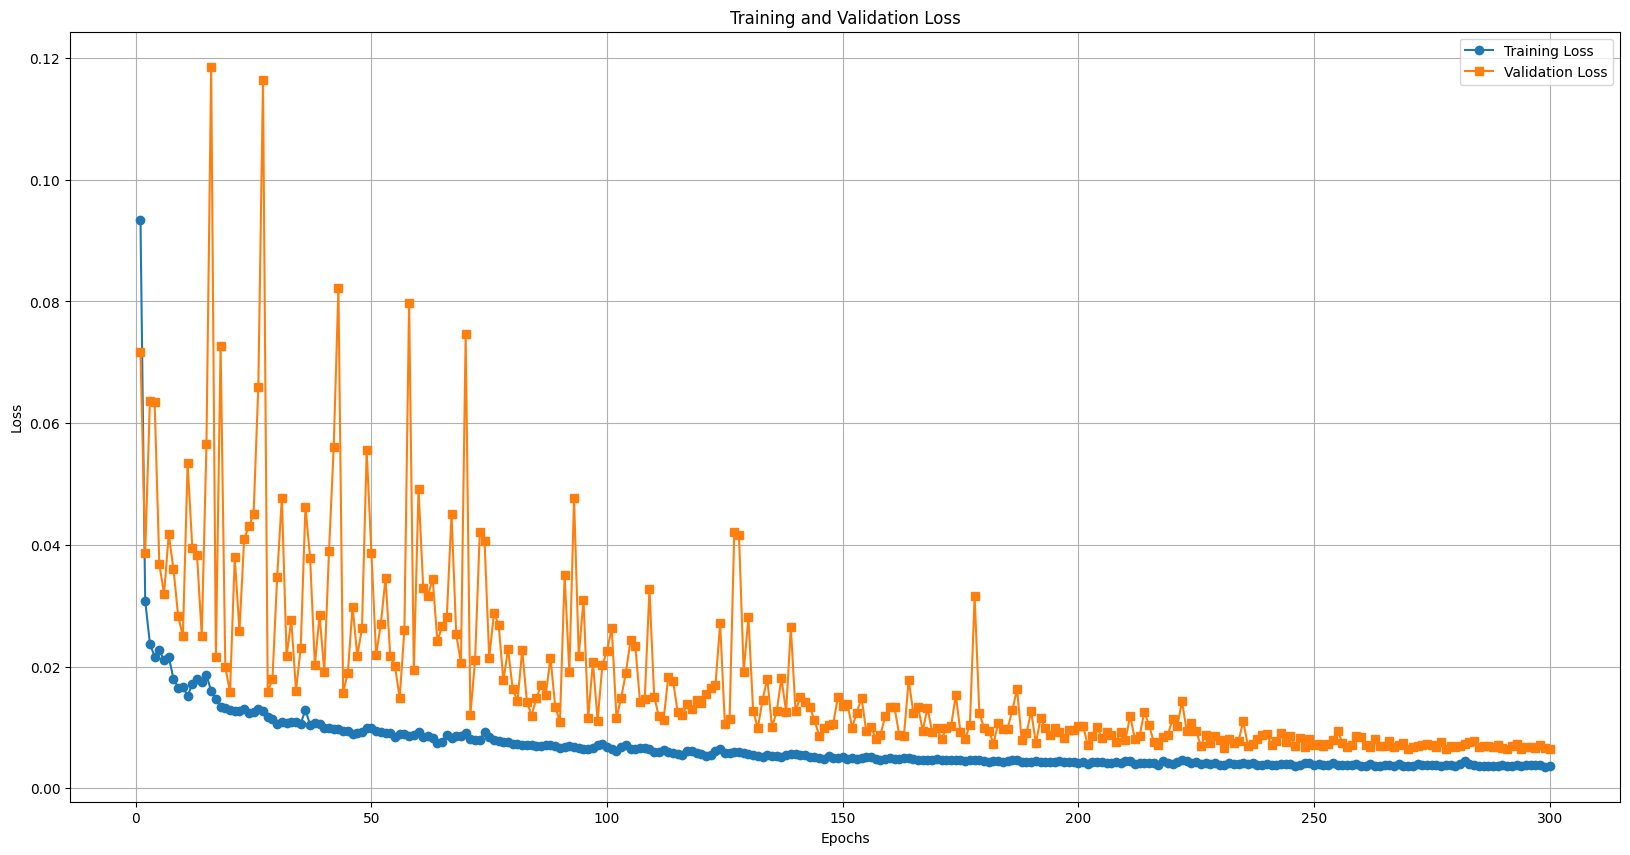 Training and Validation Loss
Training Loss
Validation Loss
0.12
0.10
0.08
0.06
0.04
0.02
0.00
Loss
0 50 100 150 200 250 300
Epochs